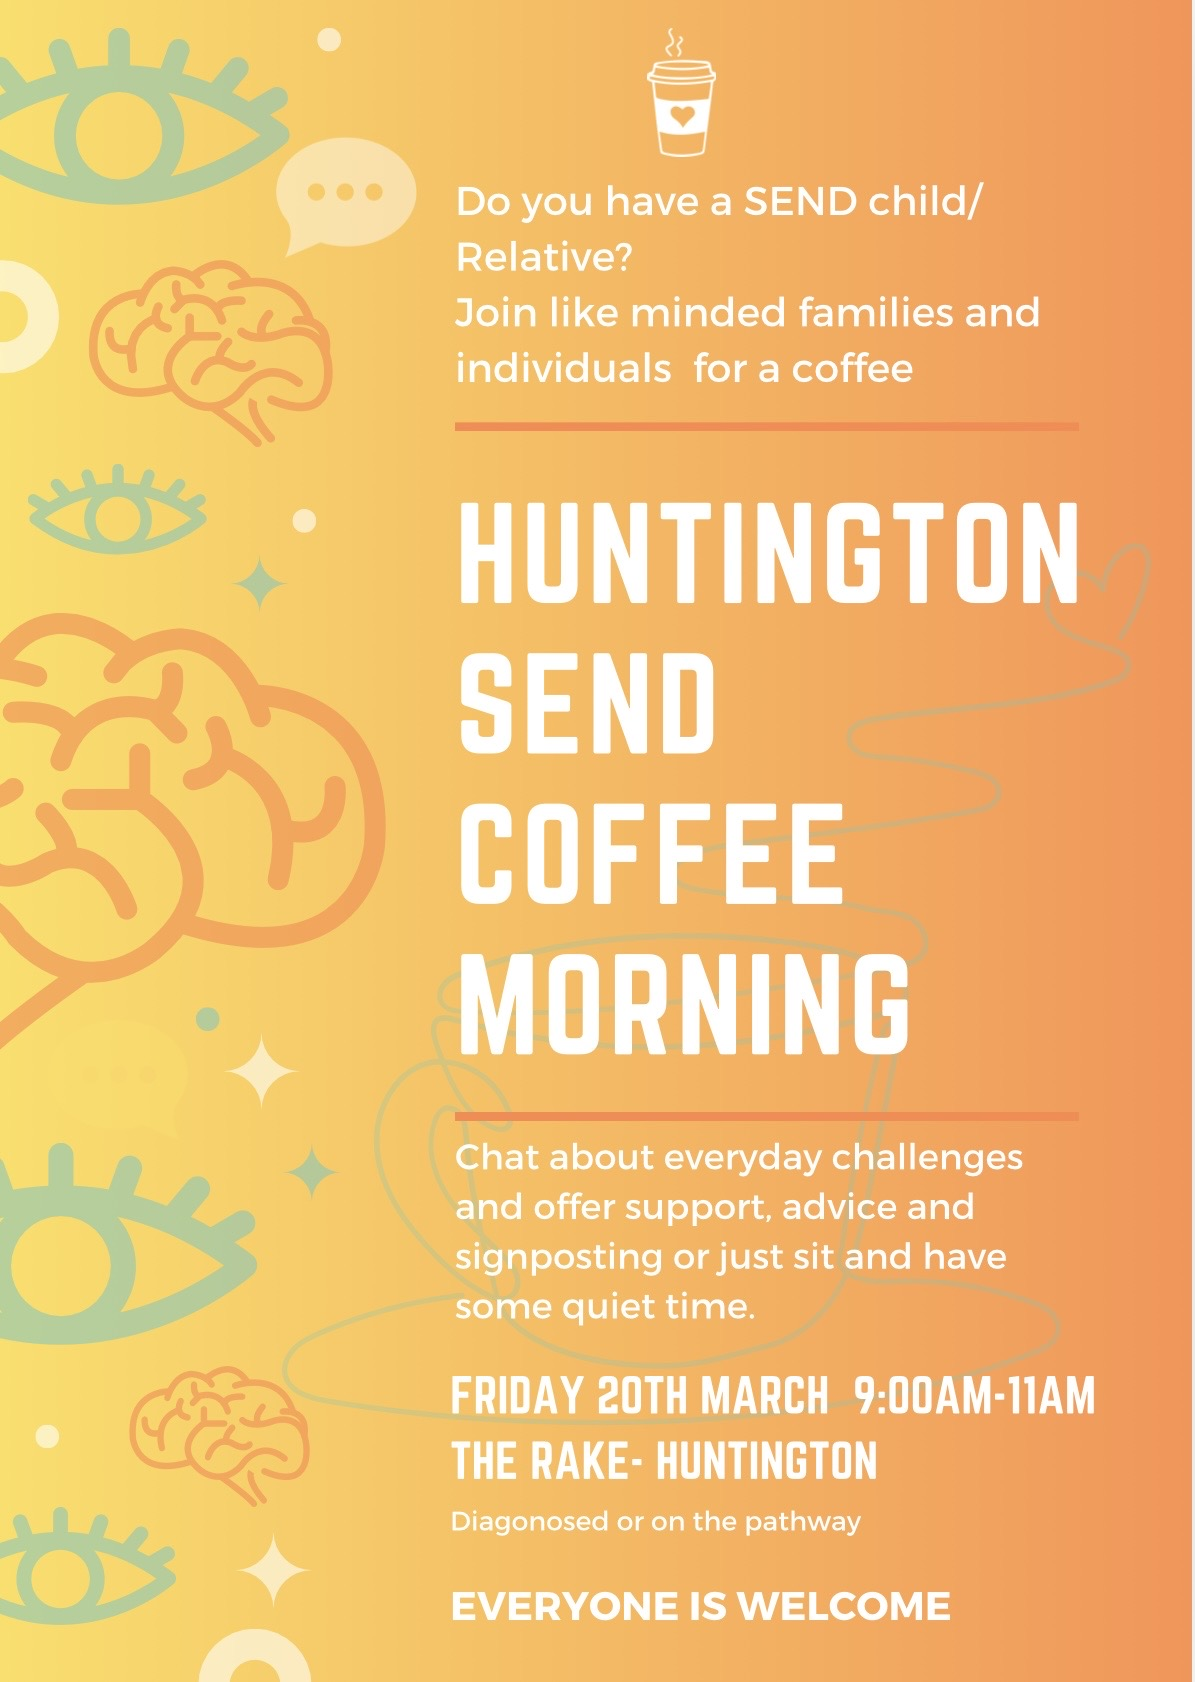 Do you have a SEND child/
Relative?
Join like minded families and
individuals  for a coffee
HUNTINGTON
SEND
COFFEE
MORNING
Chat about everyday challenges
and offer support, advice and
signposting or just sit and have
some quiet time.
FRIDAY 20TH MARCH  9:00AM-11AM
THE RAKE- HUNTINGTON
Diagonosed or on the pathway
EVERYONE IS WELCOME